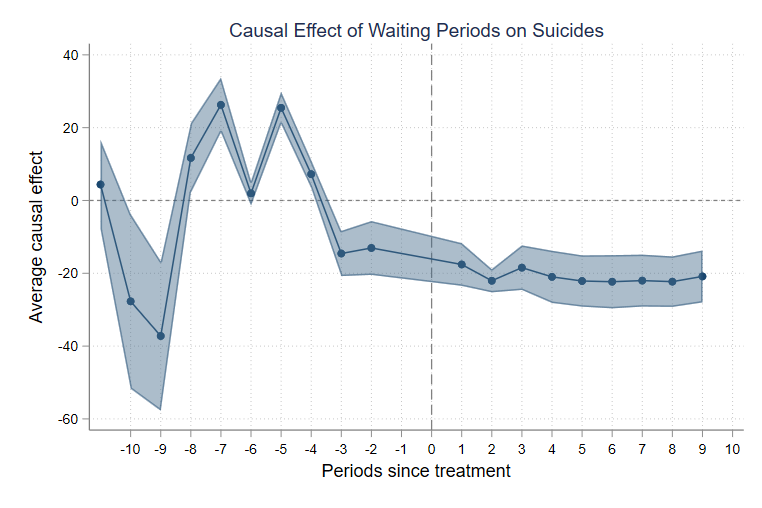 Causal Effect of Waiting Periods on Suicides
40
20
0
-20
-40
-60
Average causal effect
-10 -9 -8 -7 -6 -5 -4 -3 -2 -1 0 1 2 3 4 5 6 7 8 9 10
Periods since treatment